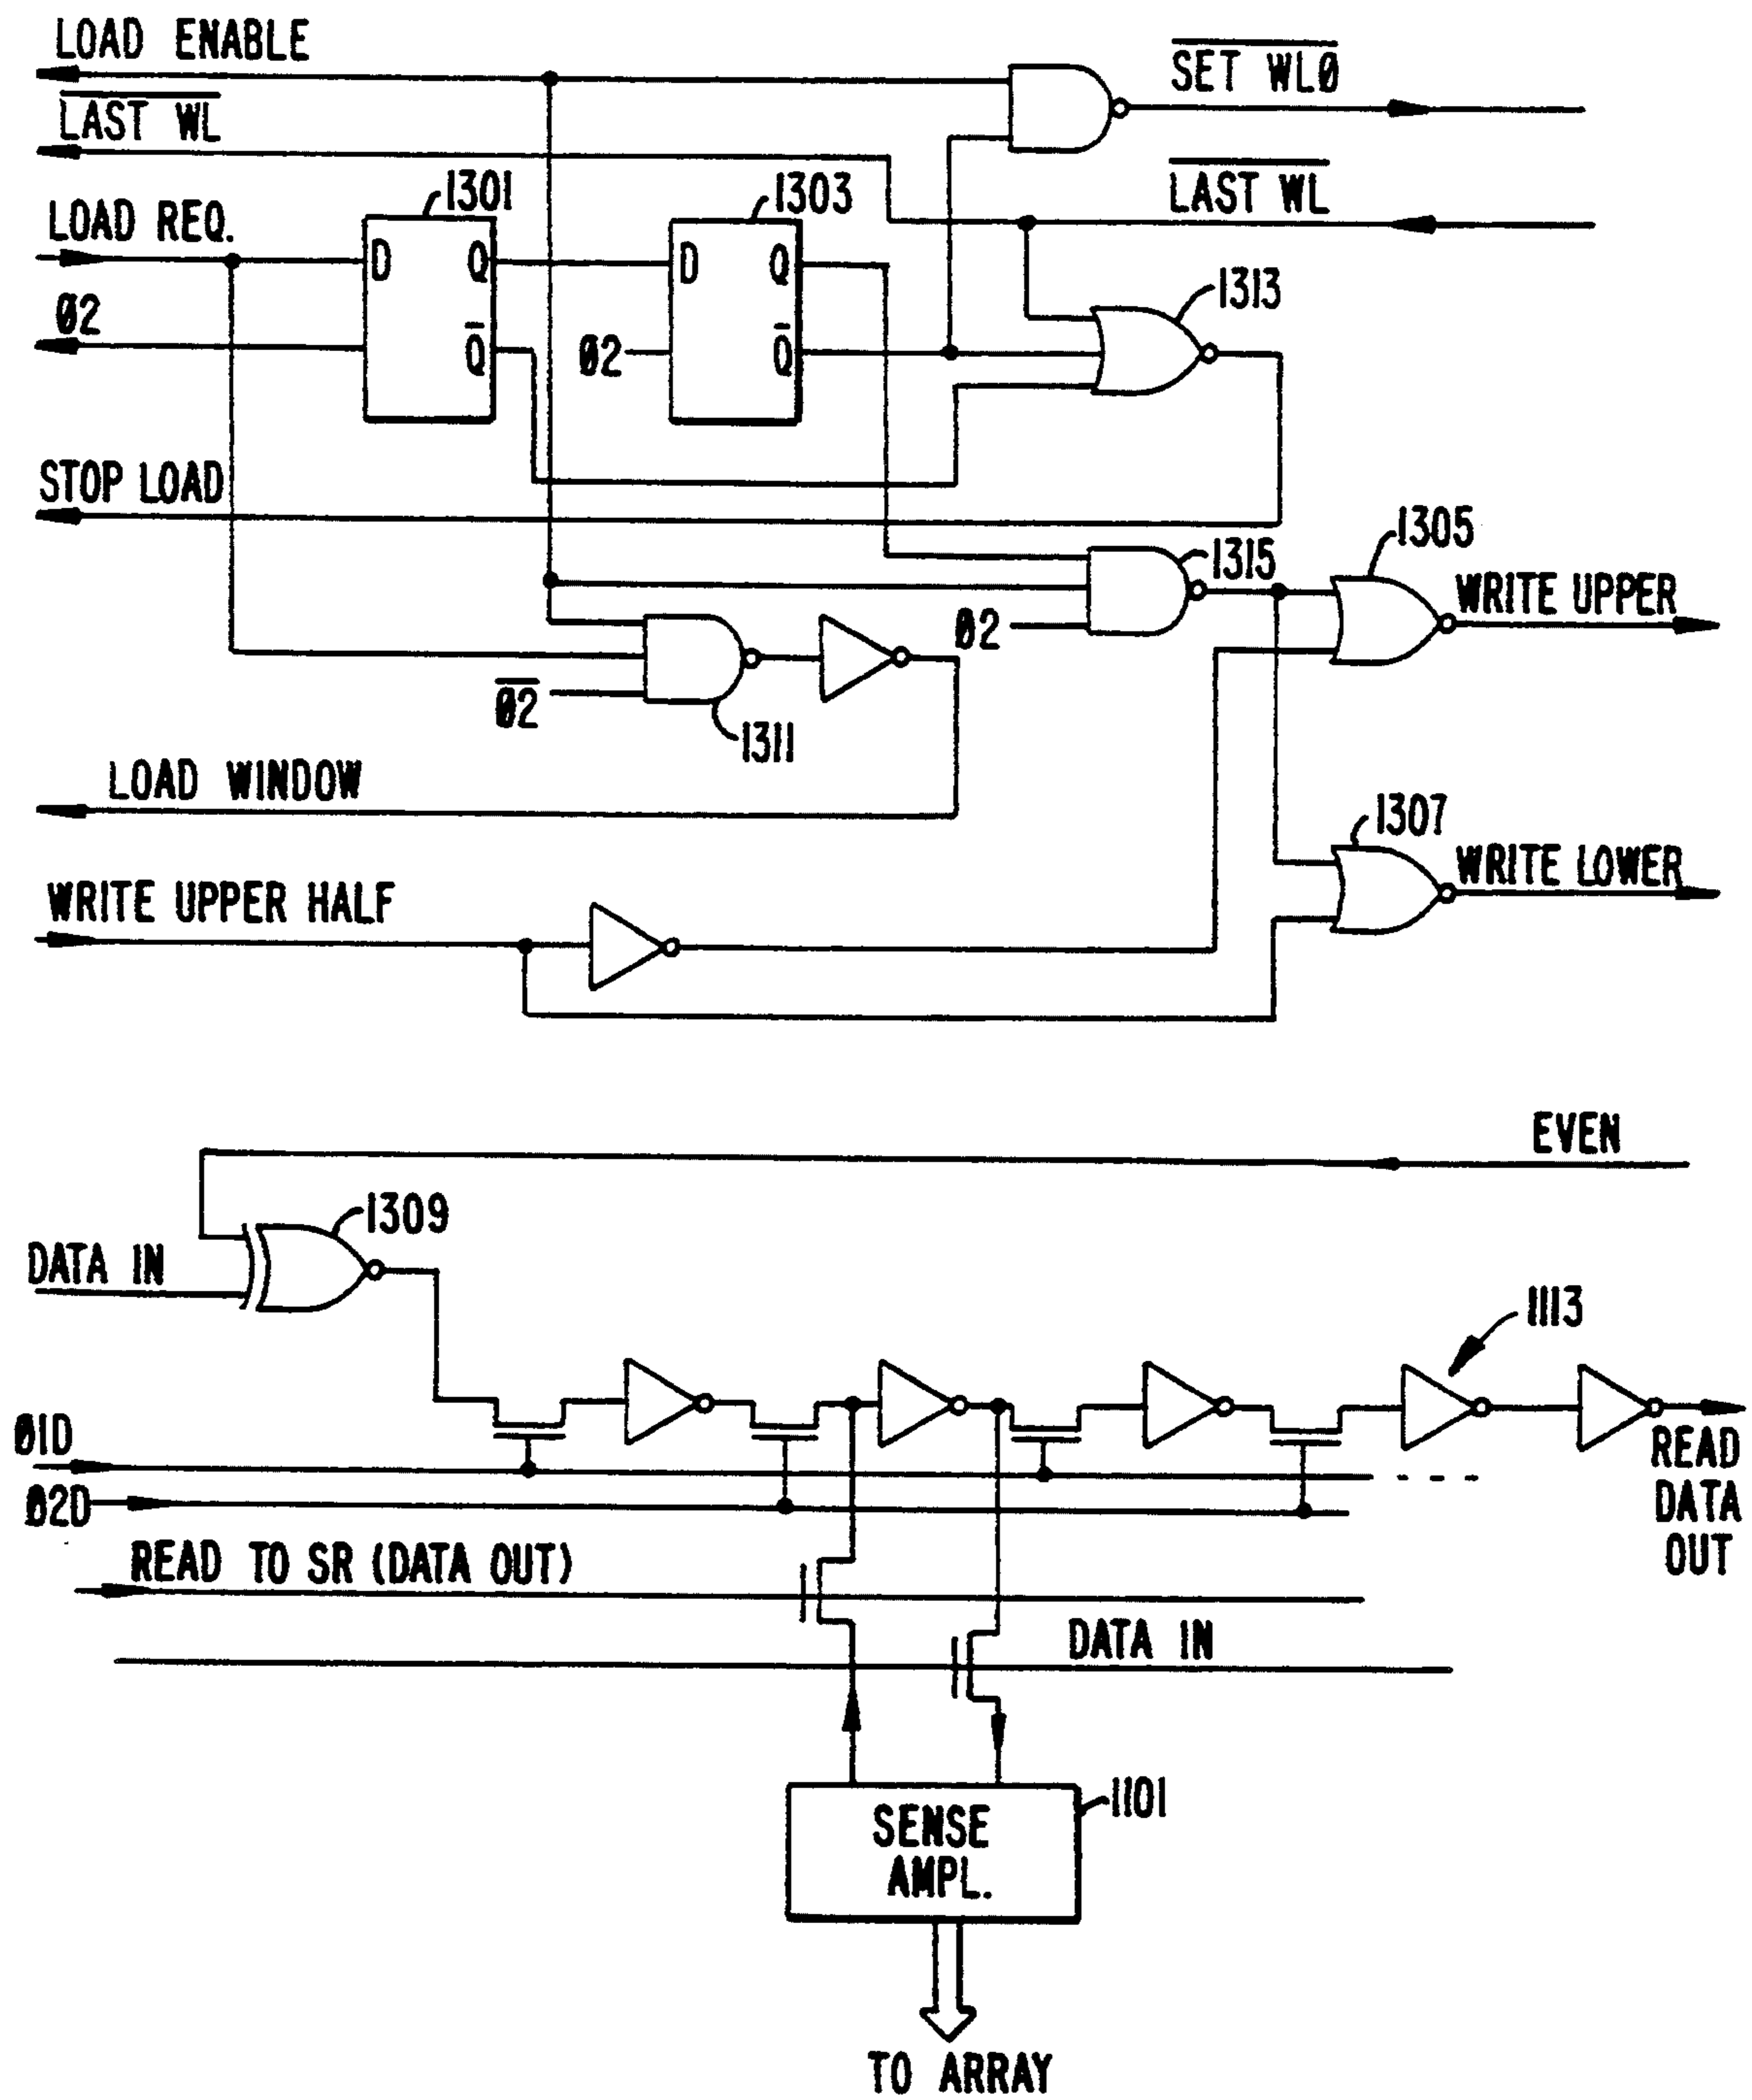 LOAD ENABLE
SET WLØ
LAST WL
LAST WL
1301
1303
LOAD REQ.
D Q
D Q
1313
Ø2
Q
Ø2
Q
STOP LOAD
1305
1315
WRITE UPPER
Ø2
Ø2
1311
LOAD WINDOW
1307
WRITE LOWER
WRITE UPPER HALF
EVEN
1309
DATA IN
1113
Ø1D
READ
DATA
OUT
Ø2D
READ TO SR (DATA OUT)
DATA IN
1101
SENSE
AMPL.
TO ARRAY